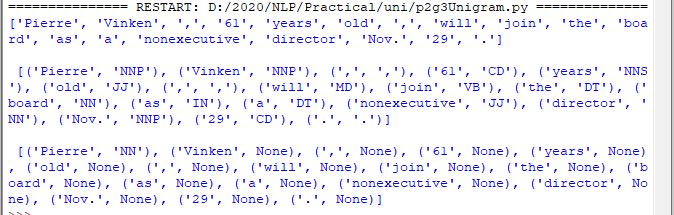 =============== RESTART: D:/2020/NLP/Practical/uni/p2g3Unigram.py ==============
['Pierre', 'Vinken', ',', '61', 'years', 'old', ',', 'will', 'join', 'the', 'boa
rd', 'as', 'a', 'nonexecutive', 'director', 'Nov.', '29', '.']
[('Pierre', 'NNP'), ('Vinken', 'NNP'), (',', ','), ('61', 'CD'), ('years', 'NNS
'), ('old', 'JJ'), (',', ','), ('will', 'MD'), ('join', 'VB'), ('the', 'DT'), ('
board', 'NN'), ('as', 'IN'), ('a', 'DT'), ('nonexecutive', 'JJ'), ('director', '
NN'), ('Nov.', 'NNP'), ('29', 'CD'), ('.', '.')]
[('Pierre', 'NN'), ('Vinken', None), (',', None), ('61', None), ('years', None)
, ('old', None), (',', None), ('will', None), ('join', None), ('the', None), ('b
oard', None), ('as', None), ('a', None), ('nonexecutive', None), ('director', No
ne), ('Nov.', None), ('29', None), ('.', None)]
>>>